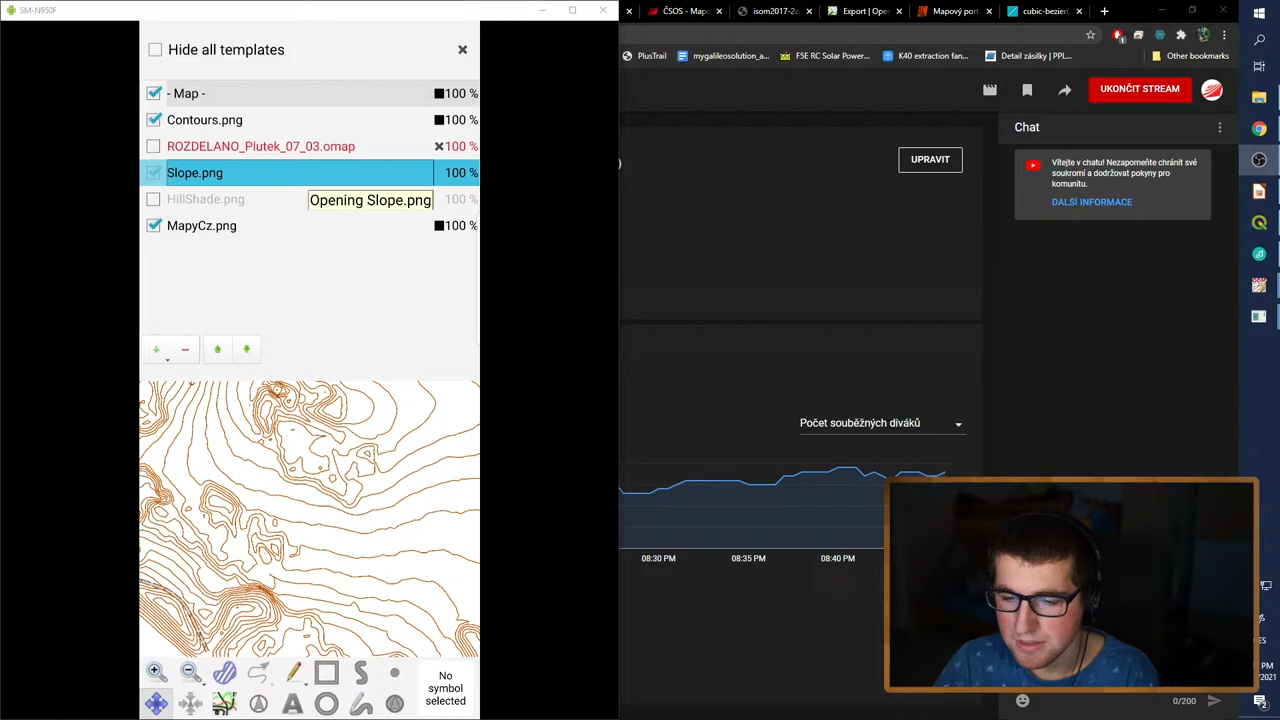 SM-N950F
Hide all templates
- Map -
100 %
Contours.png
100 %
ROZDELANO_Plutek_07_03.omap
100 %
Slope.png
100 %
HillShade.png
100 %
Opening Slope.png
MapyCz.png
100 %
No
symbol
selected
ČSOS - Map
isom2017-2
Export | Ope
Mapový por
cubic-bezier(
PlusTrail
mygalileosolution_a...
F5E RC Solar Power...
K40 extraction fan...
Detail zásilky | PPL...
Other bookmarks
UKONČIT STREAM
UPRAVIT
Chat
Vítejte v chatu! Nezapomeňte chránit své
soukromí a dodržovat pokyny pro
komunitu.
DALŠÍ INFORMACE
Počet souběžných diváků
08:30 PM
08:35 PM
08:40 PM
0/200